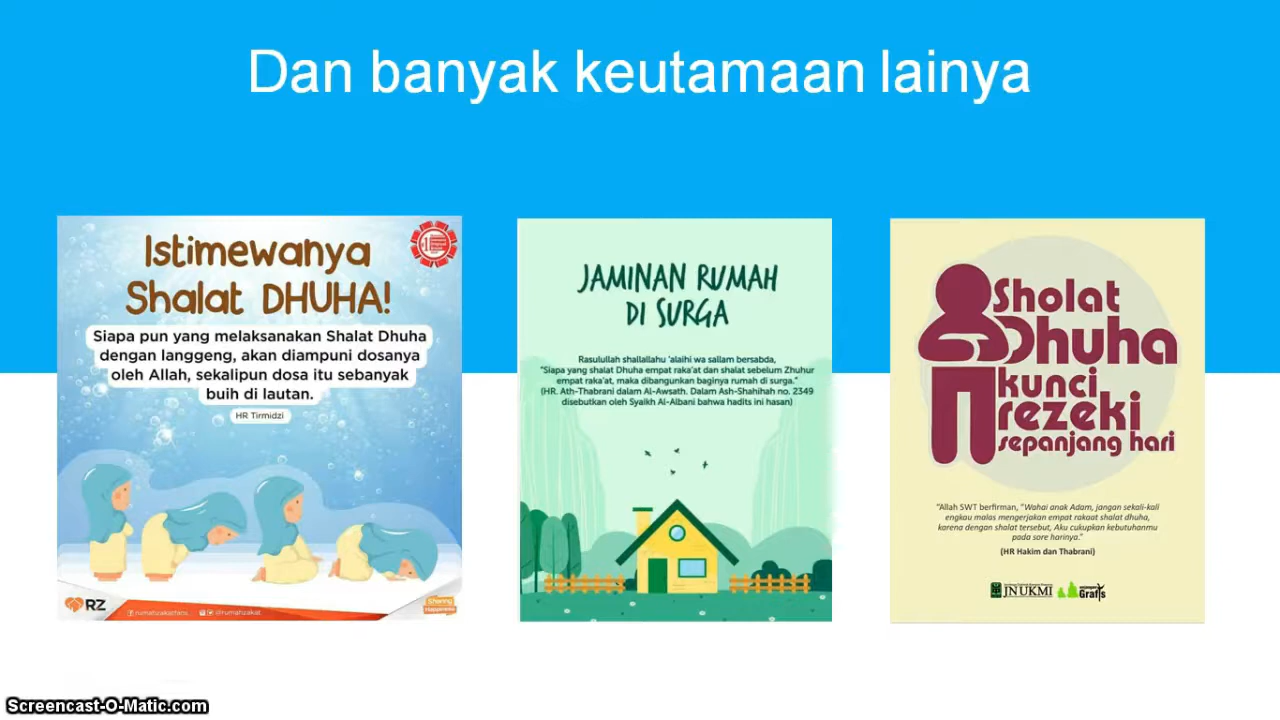 Dan banyak keutamaan lainya
Istimewanya
Shalat DHUHA!
Siapa pun yang melaksanakan Shalat Dhuha
dengan langgeng, akan diampuni dosanya
oleh Allah, sekalipun dosa itu sebanyak
buih di lautan.
HR Tirmidzi
RZ
@rumahzakat
Sharing
Happiness
JAMINAN RUMAH
DI SURGA
Rasulullah shallallahu 'alaihi wa sallam bersabda,
"Siapa yang shalat Dhuha empat raka'at dan shalat sebelum Zhuhur
empat raka'at, maka dibangunkan baginya rumah di surga."
(HR. Ath-Thabrani dalam Al-Awsath. Dalam Ash-Shahihah no. 2349
disebutkan oleh Syaikh Al-Albani bahwa hadits ini hasan)
Sholat
Dhuha
kunci
rezeki
sepanjang hari
"Allah SWT berfirman, "Wahai anak Adam, jangan sekali-kali
engkau malas mengerjakan empat rakaat shalat dhuha,
karena dengan shalat tersebut, Aku cukupkan kebutuhanmu
pada sore harinya."
(HR Hakim dan Thabrani)
JN UKMI
Grafis
Screencast-O-Matic.com